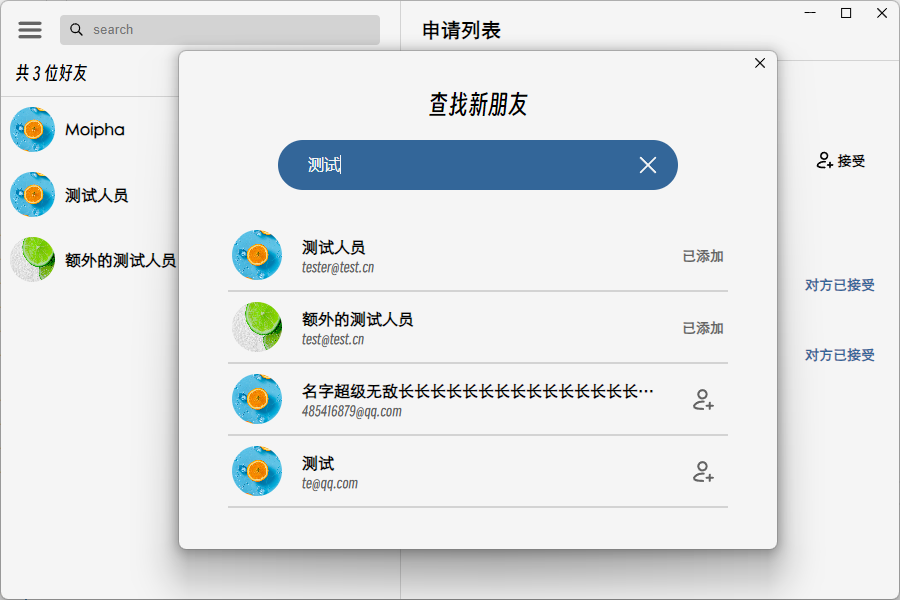 search
共 3 位好友
Moipha
测试人员
额外的测试人员
申请列表
接受
对方已接受
对方已接受
查找新朋友
测试
测试人员
tester@test.cn
已添加
额外的测试人员
test@test.cn
已添加
名字超级无敌长长长长长长长长长长长长长长长…
485416879@qq.com
测试
te@qq.com